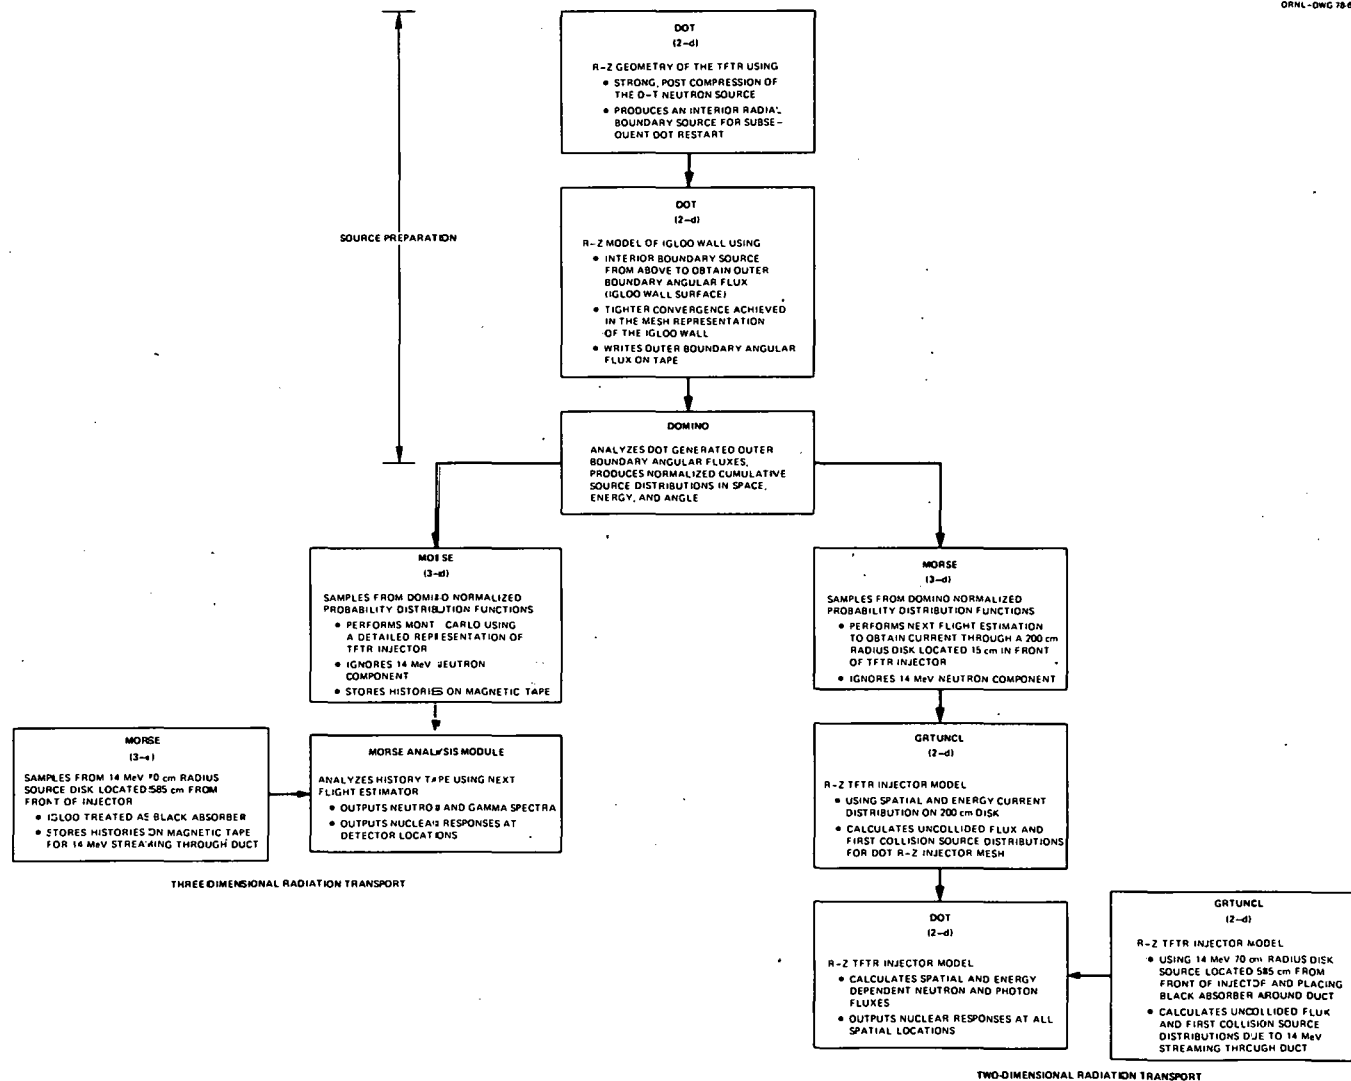 ORNL-DWG 78-6
DOT
(2-d)
R-Z GEOMETRY OF THE TFTR USING
• STRONG, POST COMPRESSION OF
THE D-T NEUTRON SOURCE
• PRODUCES AN INTERIOR RADIAL
BOUNDARY SOURCE FOR SUBSE-
QUENT DOT RESTART
SOURCE PREPARATION
DOT
(2-d)
R-Z MODEL OF IGLOO WALL USING
• INTERIOR BOUNDARY SOURCE
FROM ABOVE TO OBTAIN OUTER
BOUNDARY ANGULAR FLUX
(IGLOO WALL SURFACE)
• TIGHTER CONVERGENCE ACHIEVED
IN THE MESH REPRESENTATION
OF THE IGLOO WALL
• WRITES OUTER BOUNDARY ANGULAR
FLUX ON TAPE
DOMINO
ANALYZES DOT GENERATED OUTER
BOUNDARY ANGULAR FLUXES,
PRODUCES NORMALIZED CUMULATIVE
SOURCE DISTRIBUTIONS IN SPACE,
ENERGY, AND ANGLE
MORSE
(3-d)
SAMPLES FROM DOMINO NORMALIZED
PROBABILITY DISTRIBUTION FUNCTIONS
• PERFORMS MONT CARLO USING
A DETAILED REPRESENTATION OF
TFTR INJECTOR
• IGNORES 14 MeV NEUTRON
COMPONENT
• STORES HISTORIES ON MAGNETIC TAPE
MORSE
(3-d)
SAMPLES FROM DOMINO NORMALIZED
PROBABILITY DISTRIBUTION FUNCTIONS
• PERFORMS NEXT FLIGHT ESTIMATION
TO OBTAIN CURRENT THROUGH A 200 cm
RADIUS DISK LOCATED 15 cm IN FRONT
OF TFTR INJECTOR
• IGNORES 14 MeV NEUTRON COMPONENT
MORSE
(3-d)
SAMPLES FROM 14 MeV 70 cm RADIUS
SOURCE DISK LOCATED 585 cm FROM
FRONT OF INJECTOR
• IGLOO TREATED AS BLACK ABSORBER
• STORES HISTORIES ON MAGNETIC TAPE
FOR 14 MeV STREAMING THROUGH DUCT
MORSE ANALYSIS MODULE
ANALYZES HISTORY TAPE USING NEXT
FLIGHT ESTIMATOR
• OUTPUTS NEUTRON AND GAMMA SPECTRA
• OUTPUTS NUCLEAR RESPONSES AT
DETECTOR LOCATIONS
THREE DIMENSIONAL RADIATION TRANSPORT
GRTUNCL
(2-d)
R-Z TFTR INJECTOR MODEL
• USING SPATIAL AND ENERGY CURRENT
DISTRIBUTION ON 200 cm DISK
• CALCULATES UNCOLLIDED FLUX AND
FIRST COLLISION SOURCE DISTRIBUTIONS
FOR DOT R-Z INJECTOR MESH
DOT
(2-d)
R-Z TFTR INJECTOR MODEL
• CALCULATES SPATIAL AND ENERGY
DEPENDENT NEUTRON AND PHOTON
FLUXES
• OUTPUTS NUCLEAR RESPONSES AT ALL
SPATIAL LOCATIONS
GRTUNCL
(2-d)
R-Z TFTR INJECTOR MODEL
• USING 14 MeV 70 cm RADIUS DISK
SOURCE LOCATED 585 cm FROM
FRONT OF INJECTOR AND PLACING
BLACK ABSORBER AROUND DUCT
• CALCULATES UNCOLLIDED FLUX
AND FIRST COLLISION SOURCE
DISTRIBUTIONS DUE TO 14 MeV
STREAMING THROUGH DUCT
TWO-DIMENSIONAL RADIATION TRANSPORT